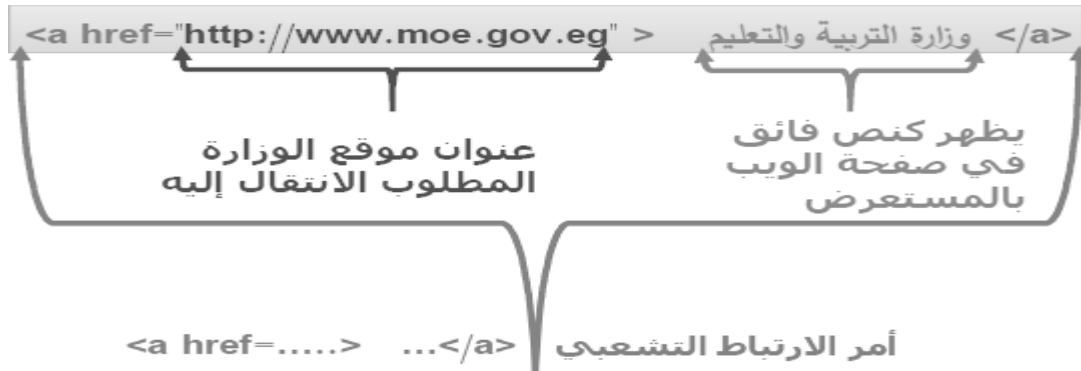 <a href="http://www.moe.gov.eg" > وزارة التربية والتعليم </a>
عنوان موقع الوزارة
المطلوب الانتقال إليه
يظهر كنص فائق
في صفحة الويب
بالمستعرض
أمر الارتباط التشعبي <a href=.....> ...</a>